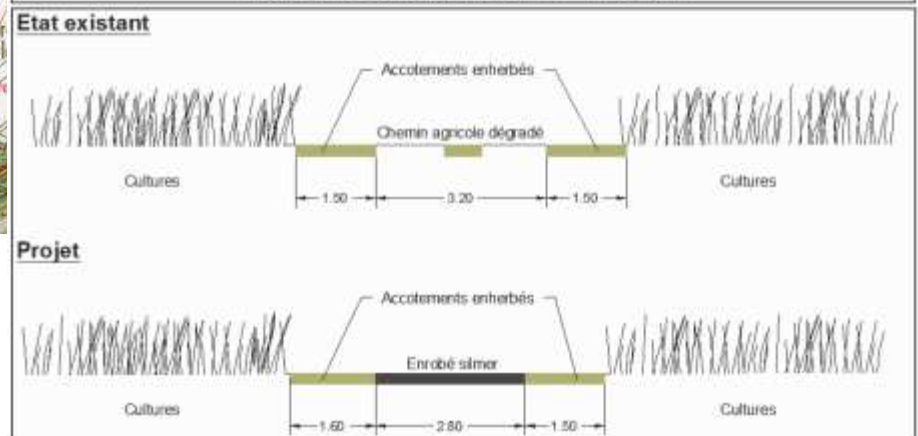 Etat existant
Accotements enherbés
Chemin agricole dégradé
Cultures
Cultures
1.50
3.20
1.50
Projet
Accotements enherbés
Enrobé silmer
Cultures
Cultures
1.60
2.80
1.50